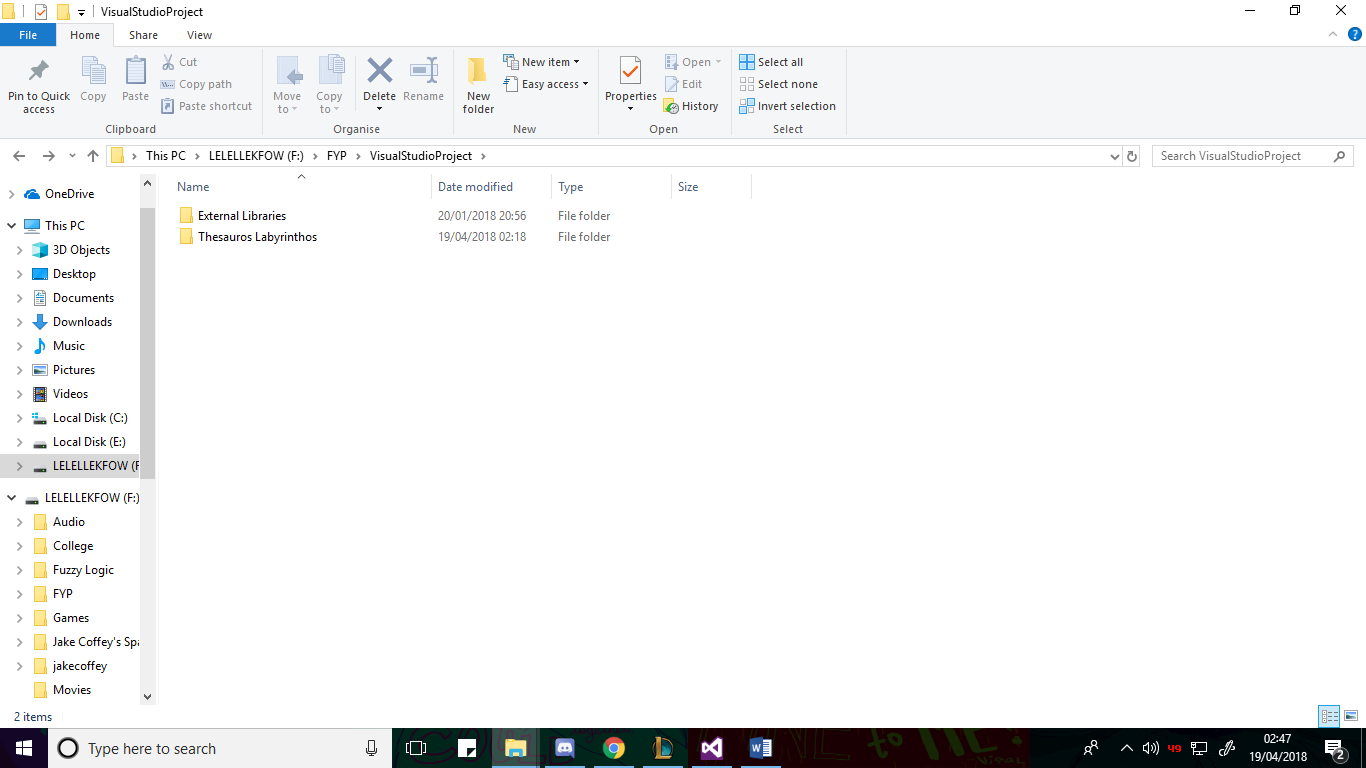 VisualStudioProject
File Home Share View
Pin to Quick access
Copy
Paste
Cut
Copy path
Paste shortcut
Clipboard
Move to
Copy to
Delete
Rename
Organise
New folder
New item
Easy access
New
Properties
Open
Edit
History
Open
Select all
Select none
Invert selection
Select
This PC LELELLEKFOW (F:) FYP VisualStudioProject
Search VisualStudioProject
OneDrive
This PC
3D Objects
Desktop
Documents
Downloads
Music
Pictures
Videos
Local Disk (C:)
Local Disk (E:)
LELELLEKFOW (F
LELELLEKFOW (F:)
Audio
College
Fuzzy Logic
FYP
Games
Jake Coffey's Spa
jakecoffey
Movies
Name Date modified Type Size
External Libraries 20/01/2018 20:56 File folder
Thesauros Labyrinthos 19/04/2018 02:18 File folder
2 items
Type here to search
02:47
19/04/2018
2